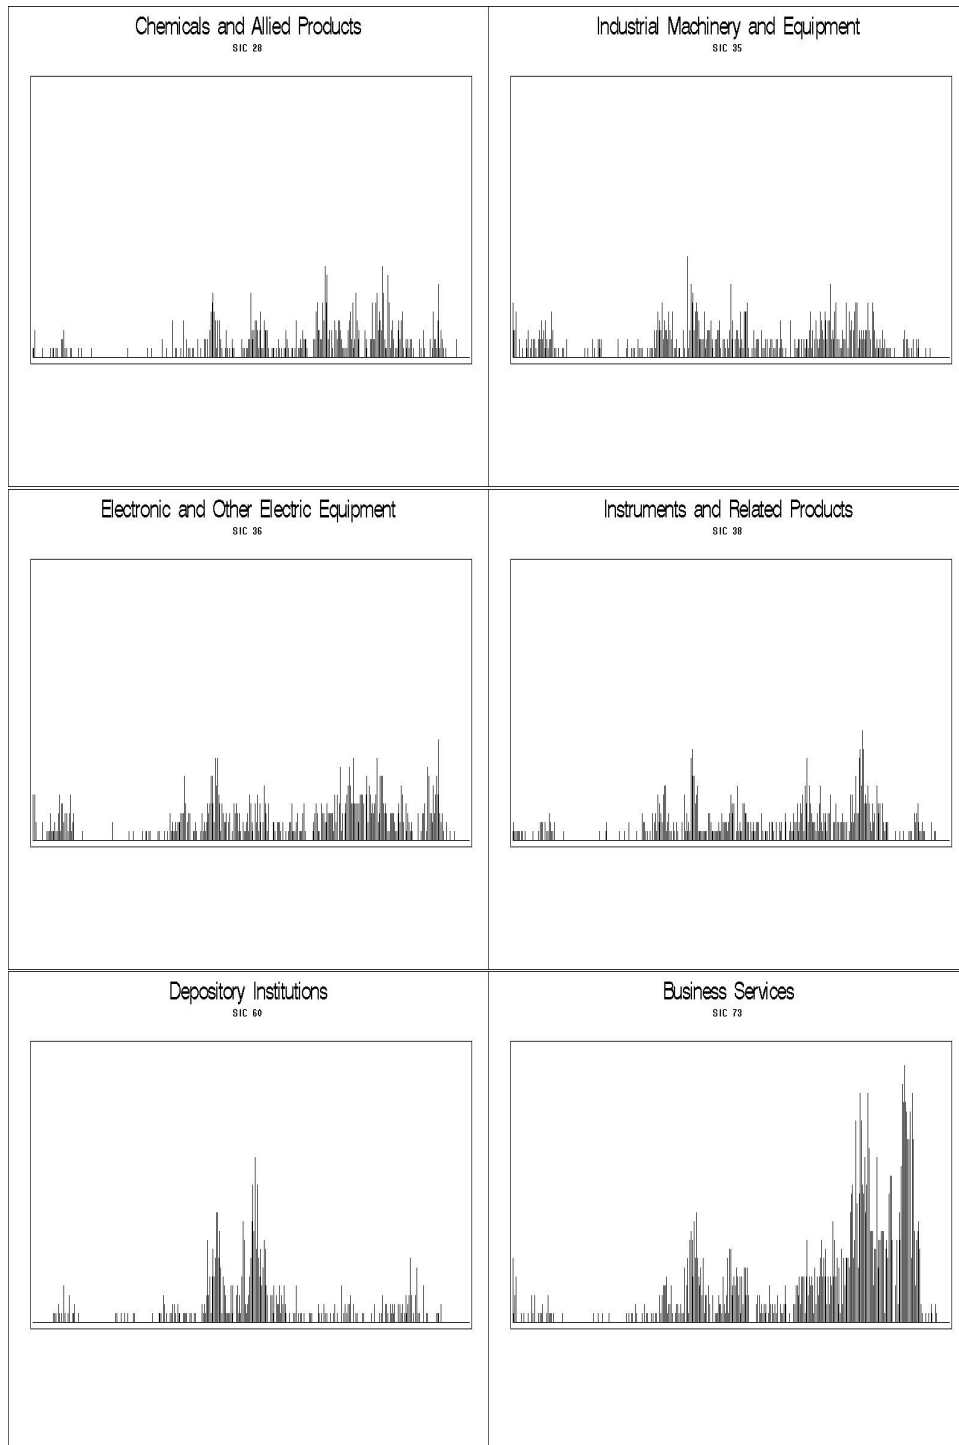 Chemicals and Allied Products
SIC 28
Industrial Machinery and Equipment
SIC 35
Electronic and Other Electric Equipment
SIC 36
Instruments and Related Products
SIC 38
Depository Institutions
SIC 60
Business Services
SIC 73